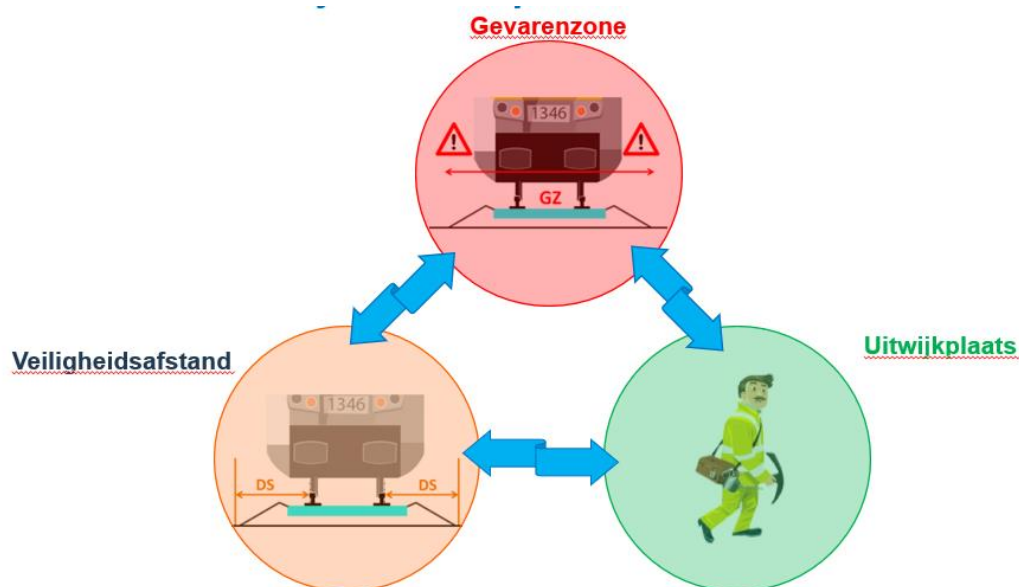 Gevarenzone
1346
! !
GZ
Veiligheidsafstand
Uitwijkplaats
1346
DS DS